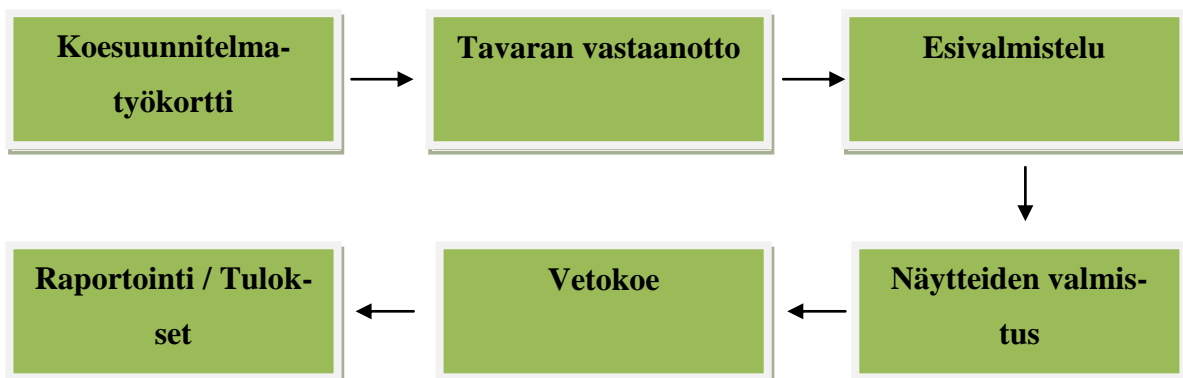 Koesuunnitelma-
työkortti
Tavaran vastaanotto
Esivalmistelu
Näytteiden valmis-
tus
Vetokoe
Raportointi / Tulok-
set